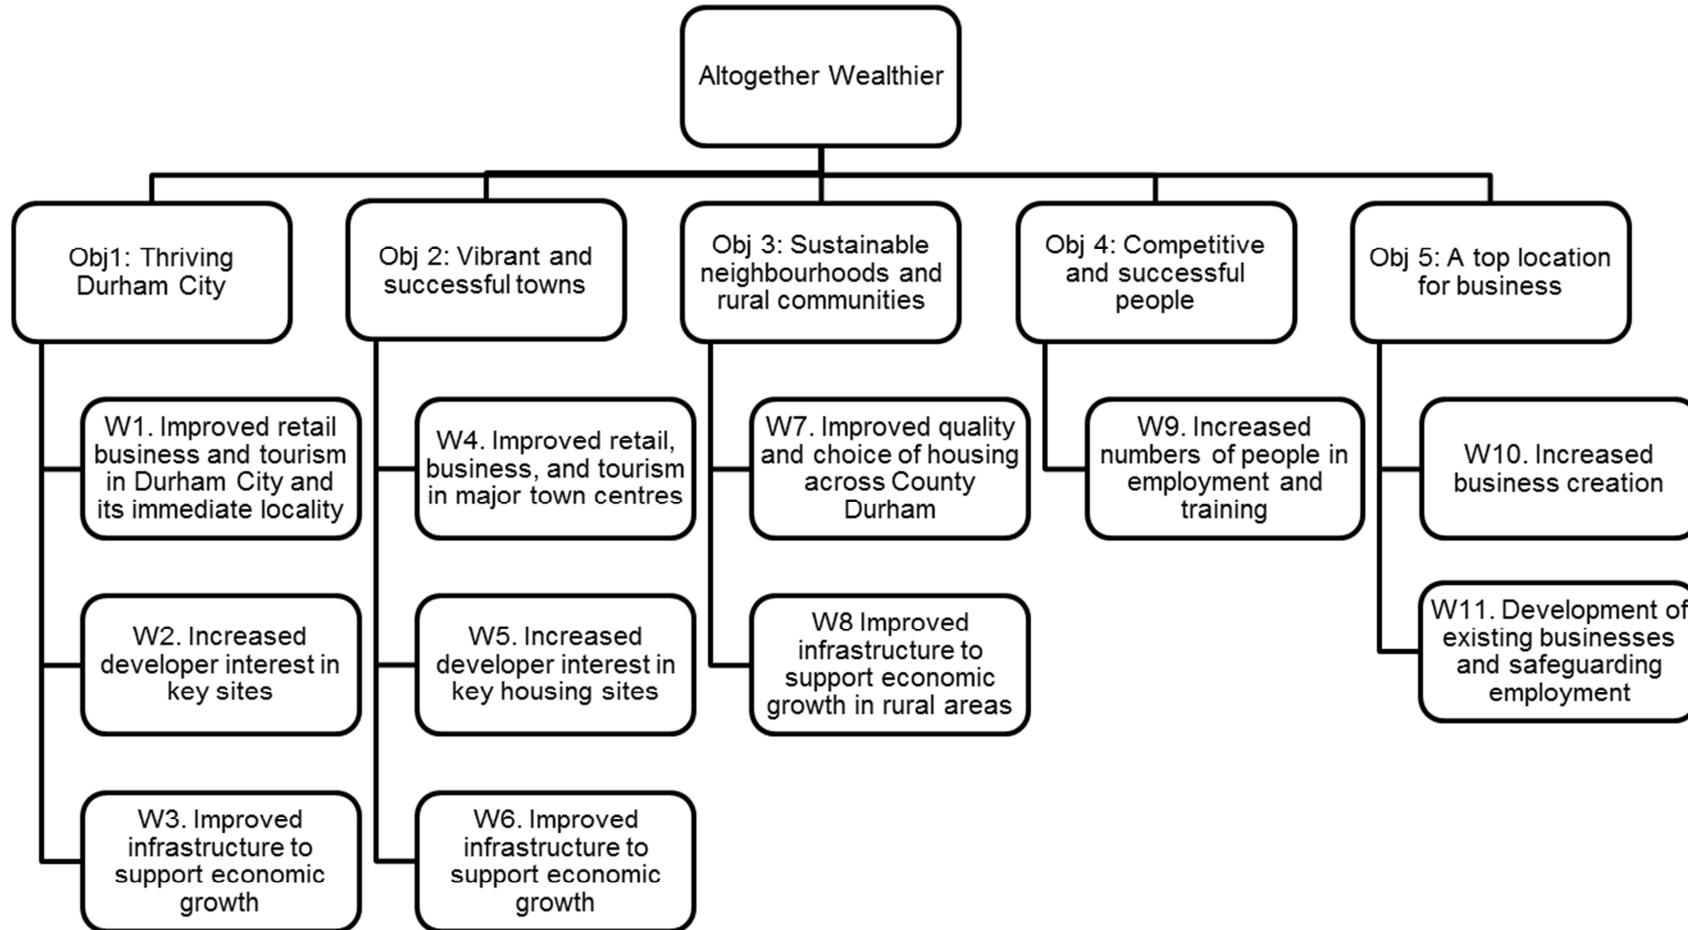 Altogether Wealthier
Obj1: Thriving
Durham City
Obj 2: Vibrant and
successful towns
Obj 3: Sustainable
neighbourhoods and
rural communities
Obj 4: Competitive
and successful
people
Obj 5: A top location
for business
W1. Improved retail
business and tourism
in Durham City and
its immediate locality
W2. Increased
developer interest in
key sites
W3. Improved
infrastructure to
support economic
growth
W4. Improved retail,
business, and tourism
in major town centres
W5. Increased
developer interest in
key housing sites
W6. Improved
infrastructure to
support economic
growth
W7. Improved quality
and choice of housing
across County
Durham
W8 Improved
infrastructure to
support economic
growth in rural areas
W9. Increased
numbers of people in
employment and
training
W10. Increased
business creation
W11. Development of
existing businesses
and safeguarding
employment